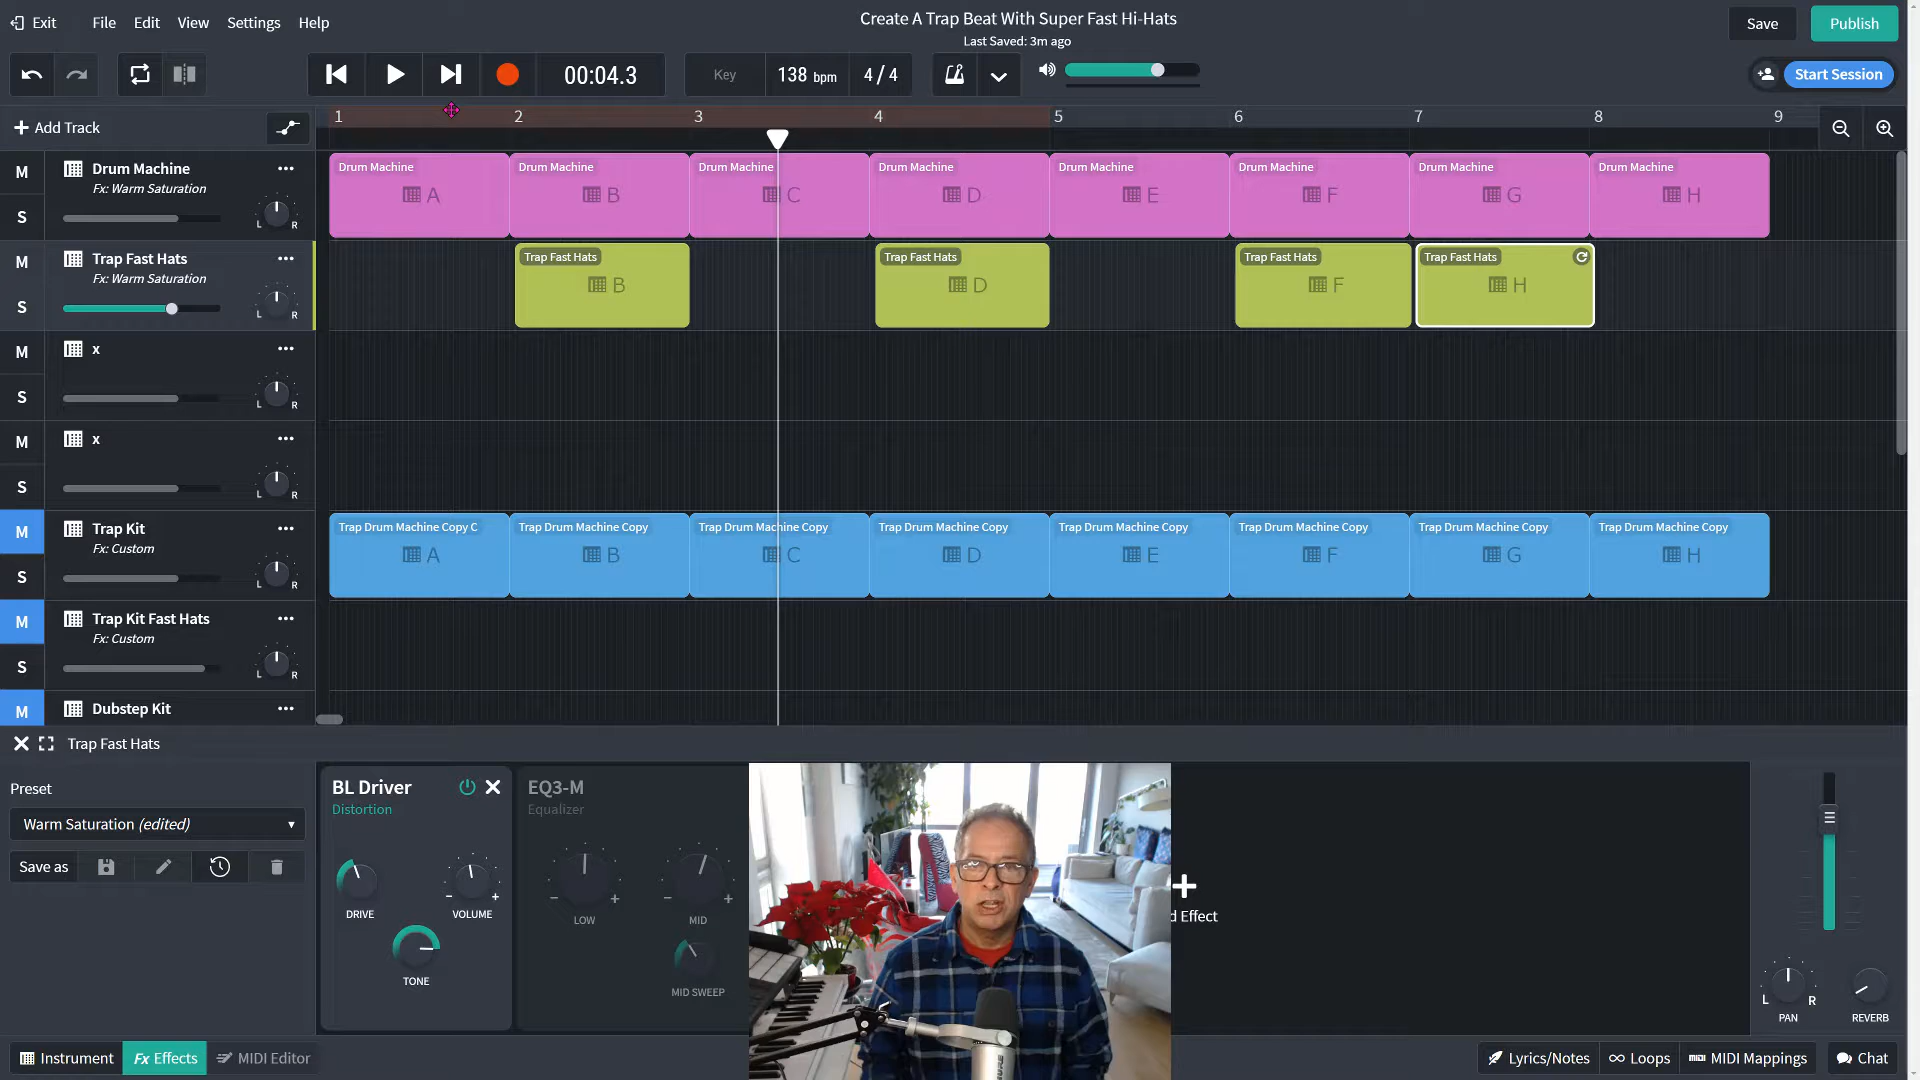 Exit File Edit View Settings Help
Create A Trap Beat With Super Fast Hi-Hats
Last Saved: 3m ago
Save Publish
00:04.3
Key 138 bpm 4 / 4
Start Session
Add Track
1 2 3 4 5 6 7 8 9
M Drum Machine
Fx: Warm Saturation
S L R
Drum Machine Drum Machine Drum Machine Drum Machine Drum Machine Drum Machine Drum Machine Drum Machine
A B C D E F G H
M Trap Fast Hats
Fx: Warm Saturation
S L R
Trap Fast Hats Trap Fast Hats Trap Fast Hats Trap Fast Hats
B D F H
M x
S L R
M x
S L R
M Trap Kit
Fx: Custom
S L R
Trap Drum Machine Copy C Trap Drum Machine Copy Trap Drum Machine Copy Trap Drum Machine Copy Trap Drum Machine Copy Trap Drum Machine Copy Trap Drum Machine Copy Trap Drum Machine Copy
A B C D E F G H
M Trap Kit Fast Hats
Fx: Custom
S L R
M Dubstep Kit
Trap Fast Hats
Preset
Warm Saturation (edited)
Save as
BL Driver
Distortion
DRIVE VOLUME
TONE
EQ3-M
Equalizer
LOW MID
MID SWEEP
Effect
L R
PAN REVERB
Instrument Fx Effects MIDI Editor
Lyrics/Notes Loops MIDI Mappings Chat